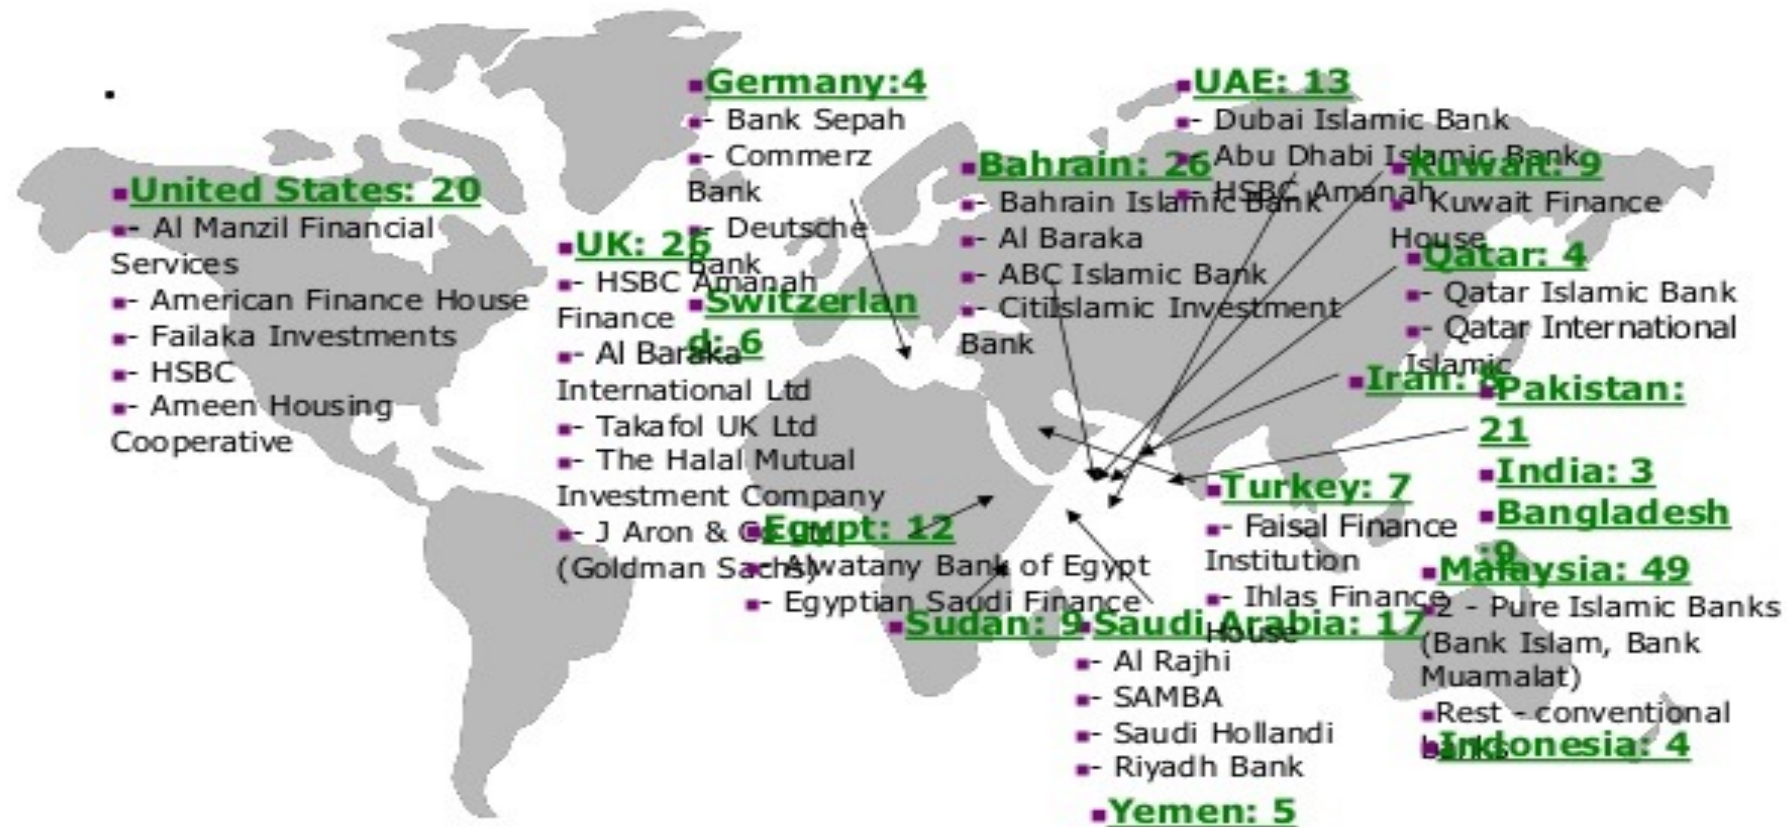 Germany:4
- Bank Sepah
- Commerz
Bank
- Deutsche
Bank
Switzerlan
d: 6
UAE: 13
- Dubai Islamic Bank
- Abu Dhabi Islamic Bank
- HSBC Amanah
United States: 20
- Al Manzil Financial
Services
- American Finance House
- Failaka Investments
- HSBC
- Ameen Housing
Cooperative
UK: 26
- HSBC Amanah
Finance
- Al Baraka
International Ltd
- Takafol UK Ltd
- The Halal Mutual
Investment Company
- J Aron & Co Ltd
(Goldman Sachs)
Bahrain: 26
- Bahrain Islamic Bank
- Al Baraka
- ABC Islamic Bank
- CitiIslamic Investment
Bank
Kuwait: 9
- Kuwait Finance
House
Qatar: 4
- Qatar Islamic Bank
- Qatar International
Islamic
Iran:
Pakistan:
21
India: 3
Bangladesh
:9
Turkey: 7
- Faisal Finance
Institution
- Ihlas Finance
House
Egypt: 12
- Alwatany Bank of Egypt
- Egyptian Saudi Finance
Sudan: 9
Saudi Arabia: 17
- Al Rajhi
- SAMBA
- Saudi Hollandi
- Riyadh Bank
Yemen: 5
Malaysia: 49
2 - Pure Islamic Banks
(Bank Islam, Bank
Muamalat)
Rest - conventional
banks
Indonesia: 4